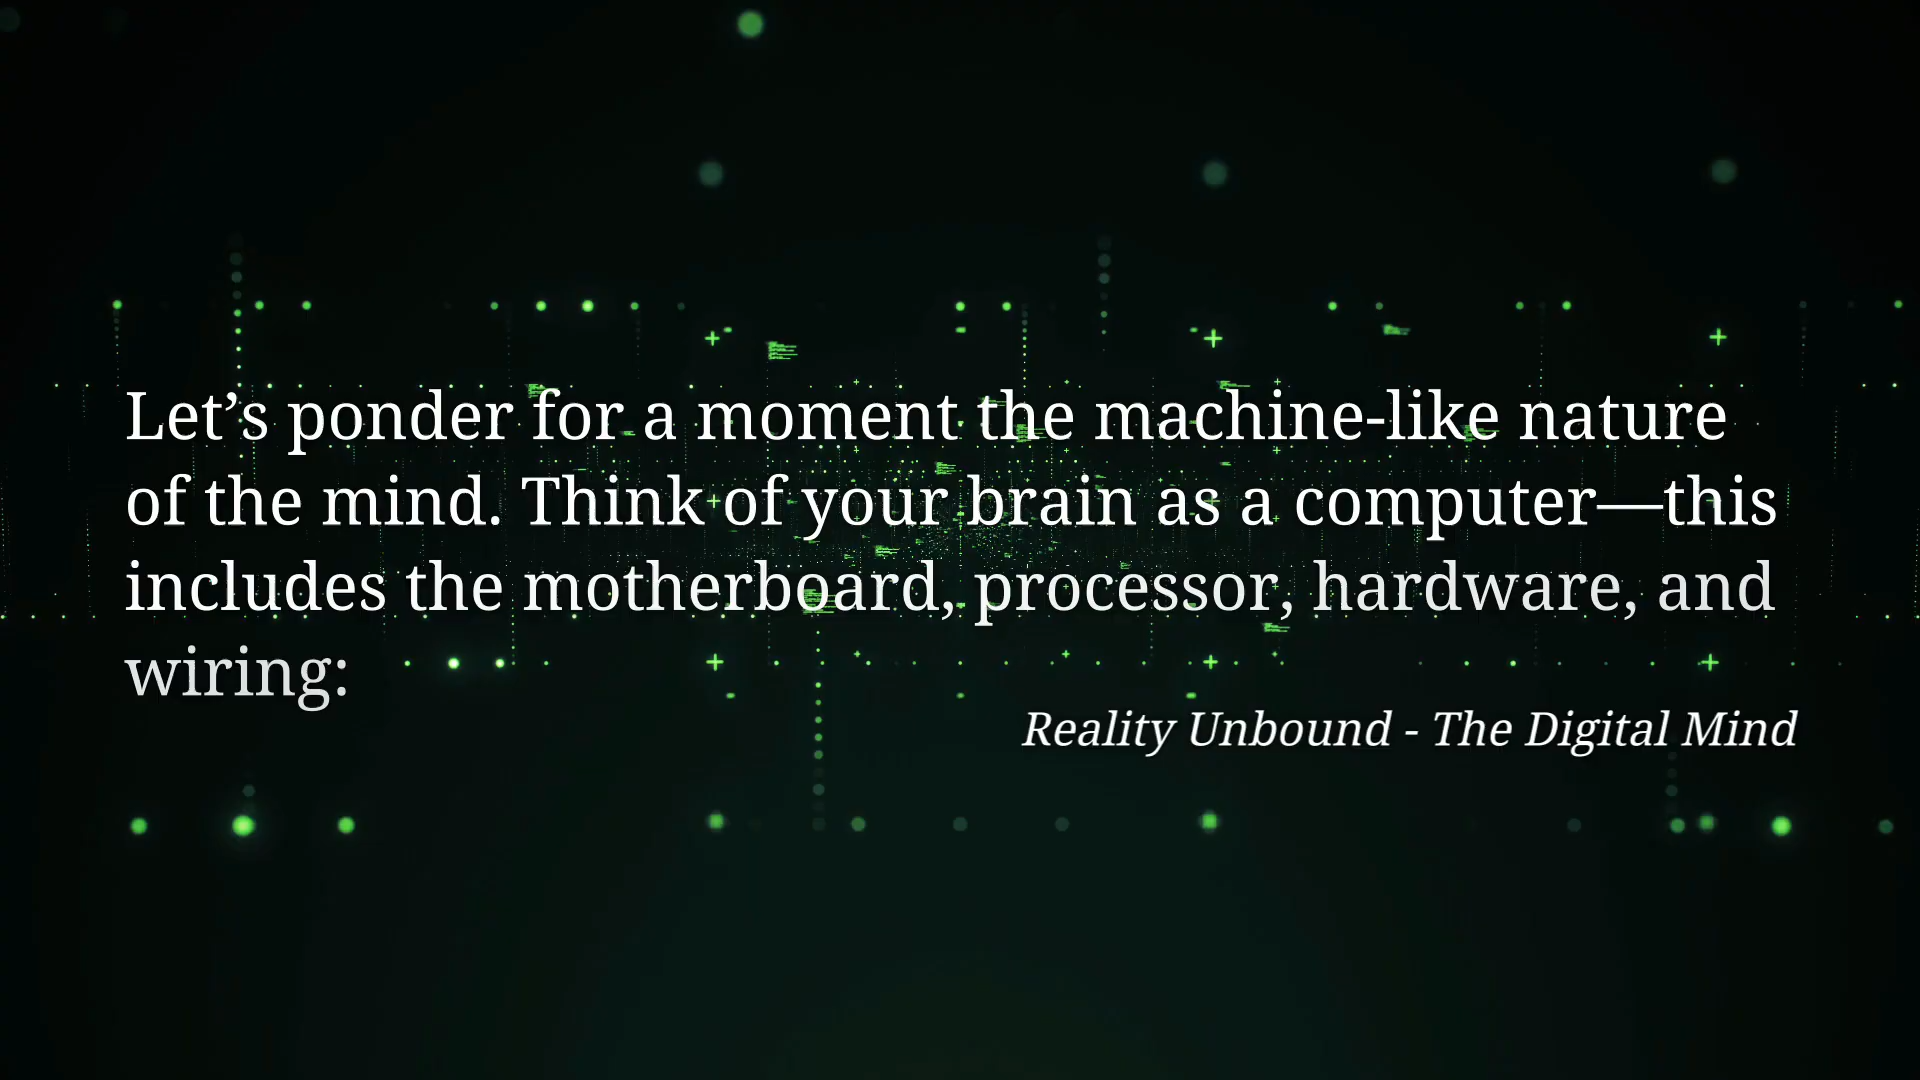 Let’s ponder for a moment the machine-like nature
of the mind. Think of your brain as a computer—this
includes the motherboard, processor, hardware, and
wiring:
Reality Unbound - The Digital Mind